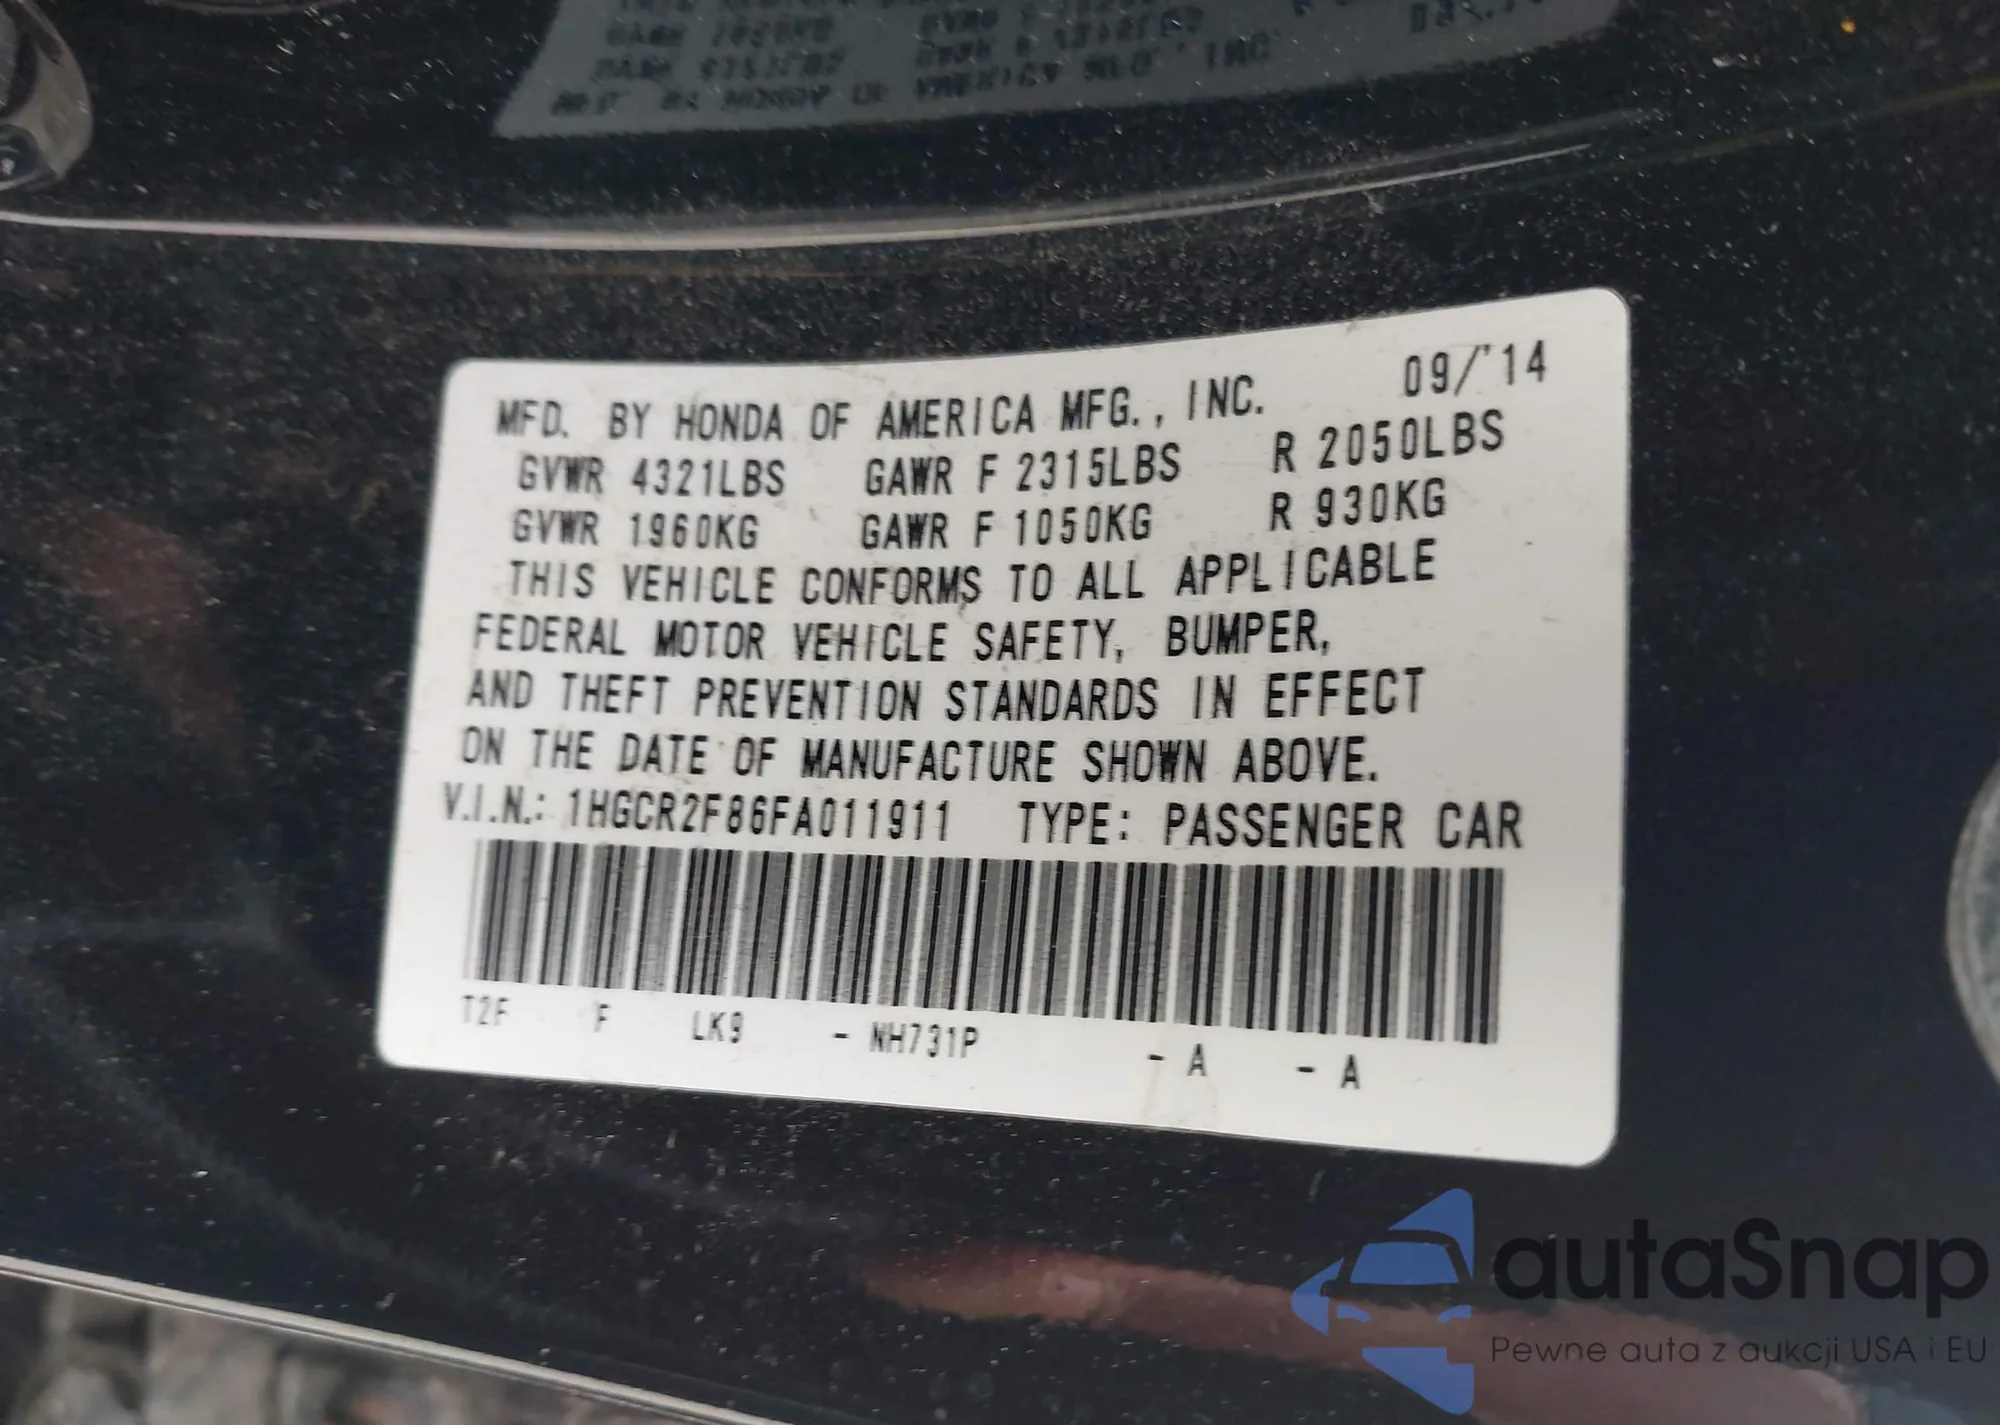 MFD. BY HONDA OF AMERICA MFG., INC. 09/'14
GVWR 4321LBS GAWR F 2315LBS R 2050LBS
GVWR 1960KG GAWR F 1050KG R 930KG
THIS VEHICLE CONFORMS TO ALL APPLICABLE
FEDERAL MOTOR VEHICLE SAFETY, BUMPER,
AND THEFT PREVENTION STANDARDS IN EFFECT
ON THE DATE OF MANUFACTURE SHOWN ABOVE.
V.I.N.: 1HGCR2F86FA011911 TYPE: PASSENGER CAR
T2F F LK9 - NH731P - A - A
autaSnap
Pewne auta z aukcji USA i EU